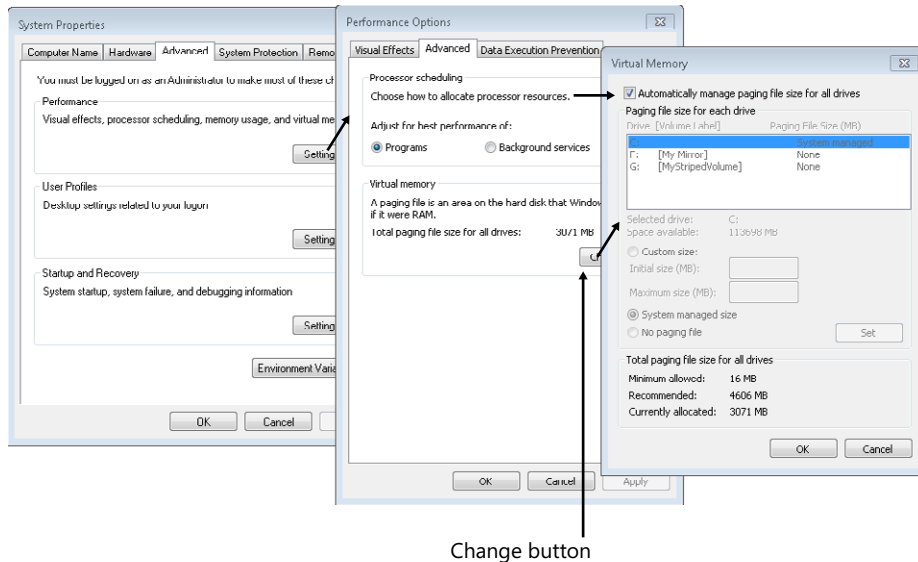 System Properties
Computer Name Hardware Advanced System Protection Remo
You must be logged on as an Administrator to make most of these ch
Performance
Visual effects, processor scheduling, memory usage, and virtual me
Setting
User Profiles
Desktop settings related to your logon
Setting
Startup and Recovery
System startup, system failure, and debugging information
Setting
Environment Varia
OK Cancel
Performance Options
Visual Effects Advanced Data Execution Prevention
Processor scheduling
Choose how to allocate processor resources.
Adjust for best performance of:
Programs Background services
Virtual memory
A paging file is an area on the hard disk that Window
if it were RAM.
Total paging file size for all drives: 3071 MB
OK Cancel Apply
Virtual Memory
Automatically manage paging file size for all drives
Paging file size for each drive
Drive [Volume Label] Paging File Size (MB)
C: System managed
[My Mirror] None
G: [MyStripedVolume] None
Selected drive: C:
Space available: 113698 MB
Custom size:
Initial size (MB):
Maximum size (MB):
System managed size
No paging file Set
Total paging file size for all drives
Minimum allowed: 16 MB
Recommended: 4606 MB
Currently allocated: 3071 MB
OK Cancel
Change button